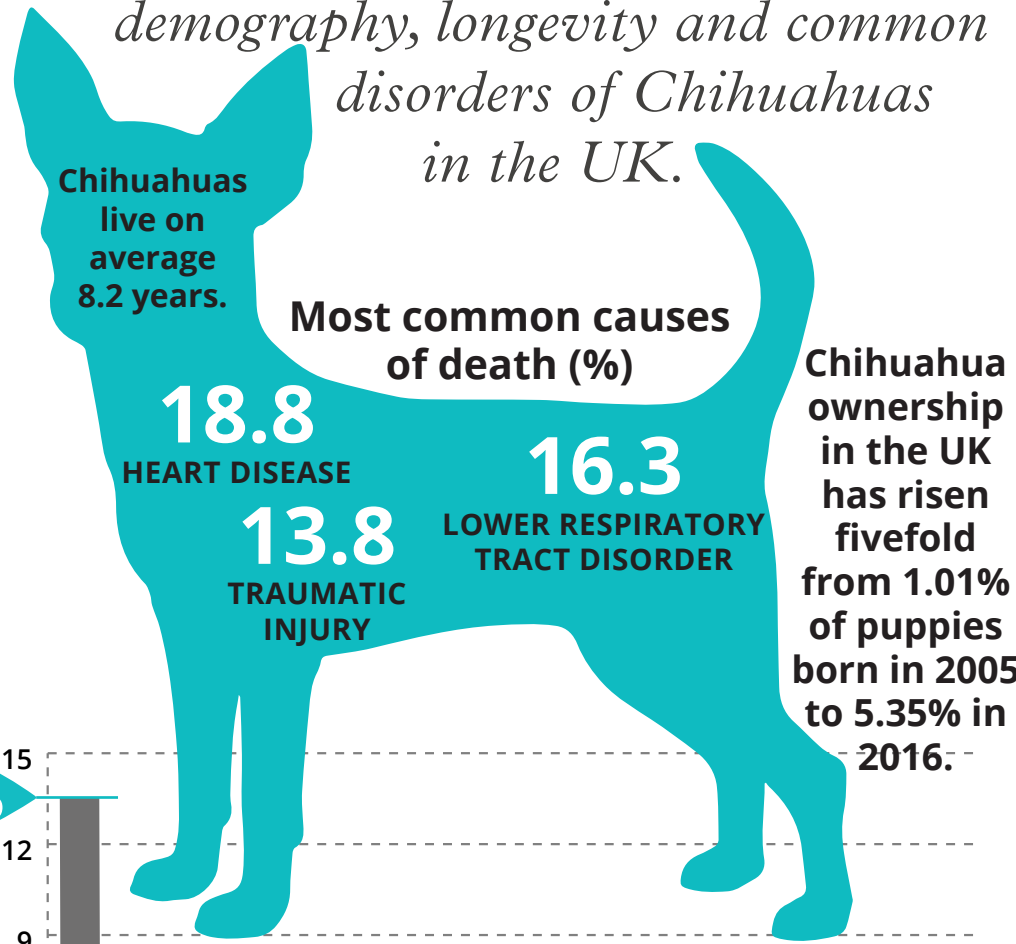 demography, longevity and common
disorders of Chihuahuas
in the UK.
Chihuahuas
live on
average
8.2 years.
Most common causes
of death (%)
18.8
HEART DISEASE
16.3
LOWER RESPIRATORY
TRACT DISORDER
13.8
TRAUMATIC
INJURY
Chihuahua
ownership
in the UK
has risen
fivefold
from 1.01%
of puppies
born in 2005
to 5.35% in
2016.
15
12
9